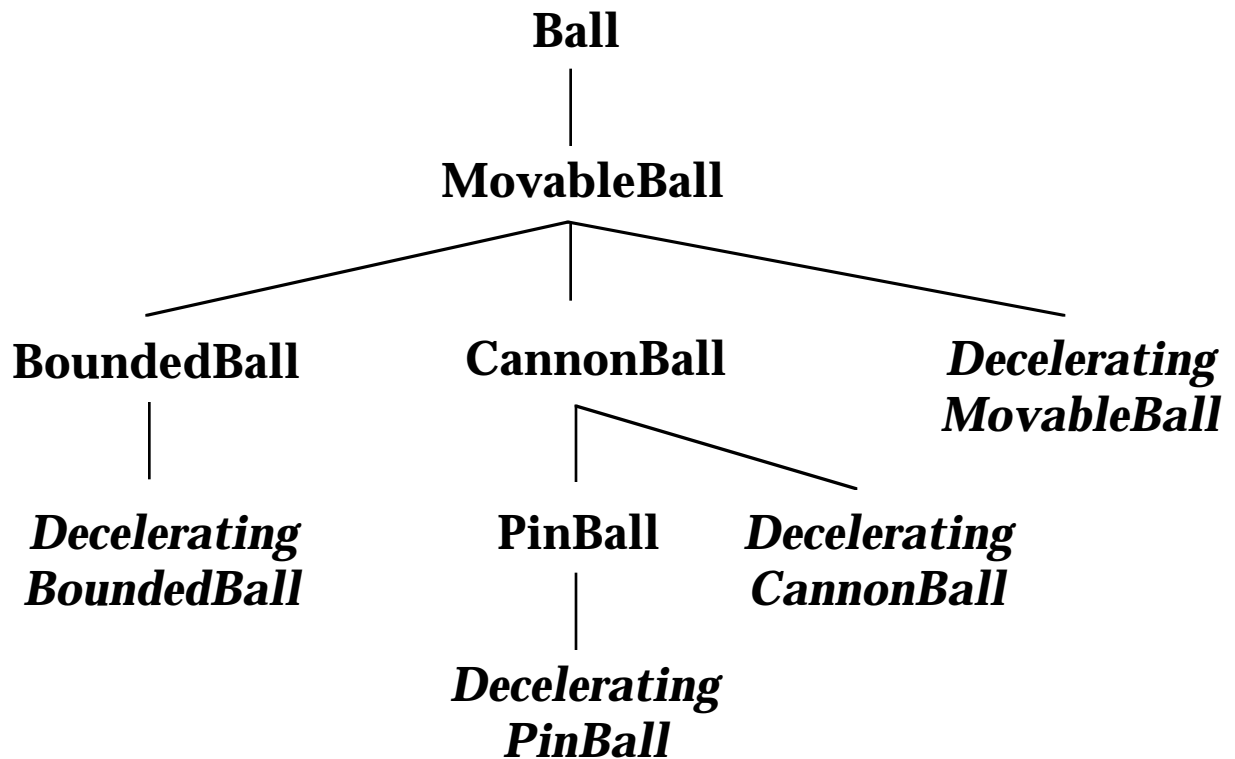 Ball
MovableBall
BoundedBall
CannonBall
Decelerating
MovableBall
Decelerating
BoundedBall
PinBall
Decelerating
CannonBall
Decelerating
PinBall